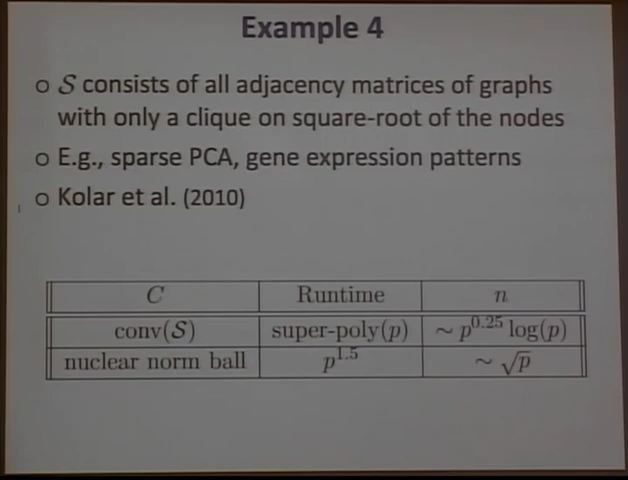 Example 4
o S consists of all adjacency matrices of graphs
with only a clique on square-root of the nodes
o E.g., sparse PCA, gene expression patterns
o Kolar et al. (2010)
C Runtime n
conv(S) super-poly(p) ~ p^0.25 log(p)
nuclear norm ball p^1.5 ~ √p